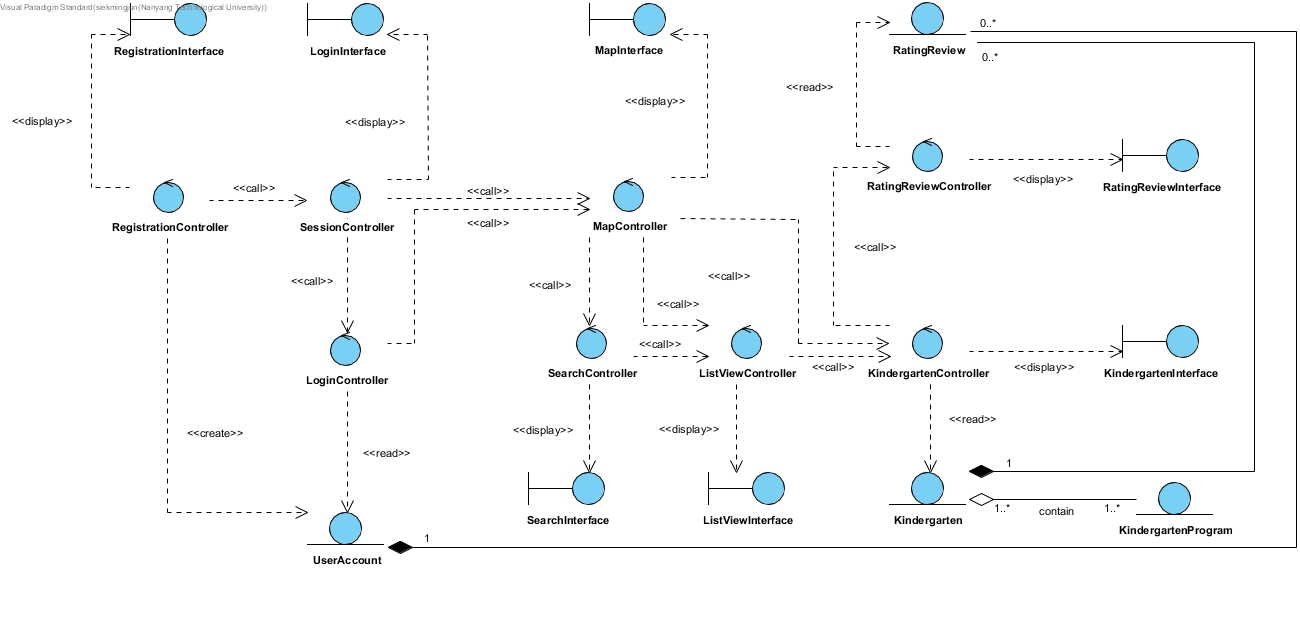 Visual Paradigm Standard(siekmingjun(Nanyang Technological University))
RegistrationInterface
LoginInterface
MapInterface
RatingReview
0..*
0..*
<<display>>
<<display>>
<<display>>
<<read>>
RegistrationController
<<call>>
SessionController
<<call>>
<<call>>
MapController
RatingReviewController
<<display>>
RatingReviewInterface
<<call>>
<<call>>
<<call>>
<<call>>
<<call>>
LoginController
SearchController
<<call>>
ListViewController
<<call>>
KindergartenController
<<display>>
KindergartenInterface
<<create>>
<<read>>
<<display>>
<<display>>
<<read>>
SearchInterface
ListViewInterface
Kindergarten
1
1..*
contain
1..*
KindergartenProgram
UserAccount
1